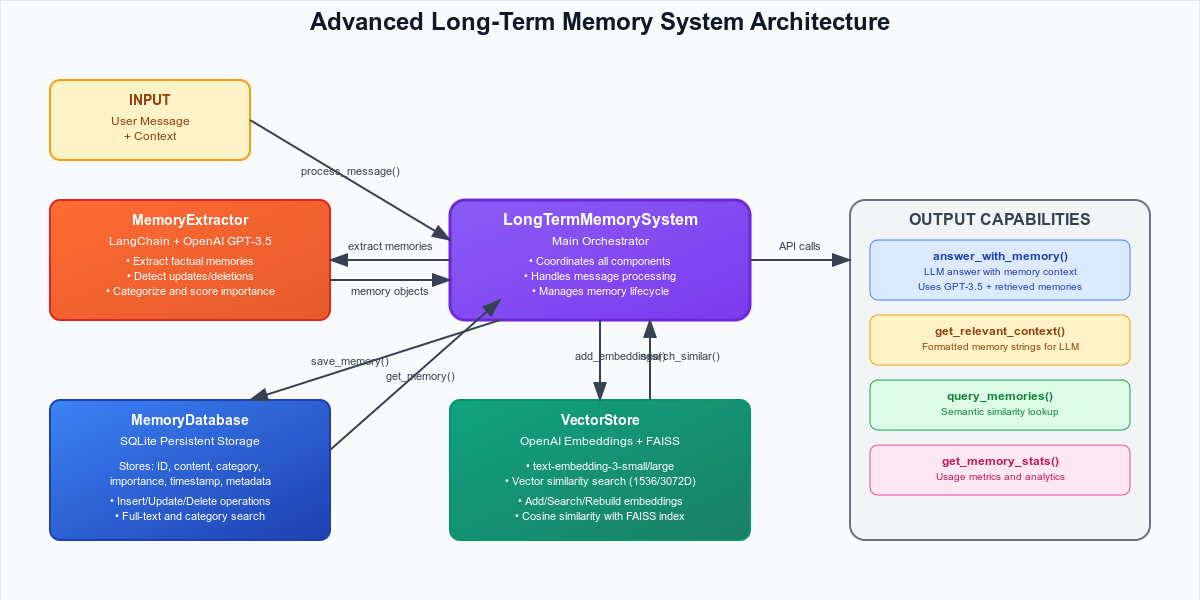 Advanced Long-Term Memory System Architecture
INPUT
User Message
+ Context
process_message()
MemoryExtractor
LangChain + OpenAI GPT-3.5
• Extract factual memories
• Detect updates/deletions
• Categorize and score importance
extract memories
memory objects
LongTermMemorySystem
Main Orchestrator
• Coordinates all components
• Handles message processing
• Manages memory lifecycle
API calls
OUTPUT CAPABILITIES
answer_with_memory()
LLM answer with memory context
Uses GPT-3.5 + retrieved memories
get_relevant_context()
Formatted memory strings for LLM
query_memories()
Semantic similarity lookup
get_memory_stats()
Usage metrics and analytics
save_memory()
get_memory()
add_embeddings()
search_similar()
MemoryDatabase
SQLite Persistent Storage
Stores: ID, content, category,
importance, timestamp, metadata
• Insert/Update/Delete operations
• Full-text and category search
VectorStore
OpenAI Embeddings + FAISS
• text-embedding-3-small/large
• Vector similarity search (1536/3072D)
• Add/Search/Rebuild embeddings
• Cosine similarity with FAISS index